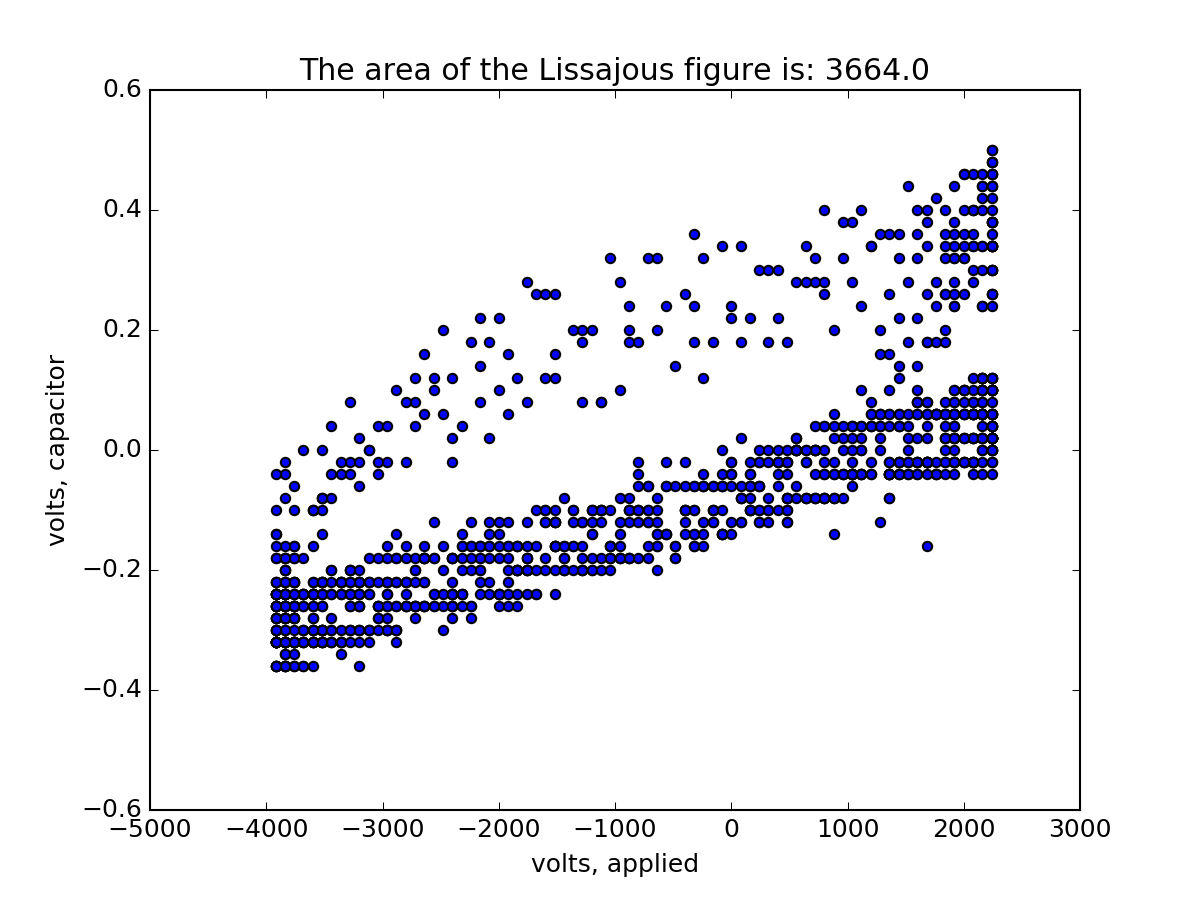 The area of the Lissajous figure is: 3664.0
0.6
0.4
0.2
0.0
−0.2
−0.4
−0.6
volts, capacitor
−5000 −4000 −3000 −2000 −1000 0 1000 2000 3000
volts, applied